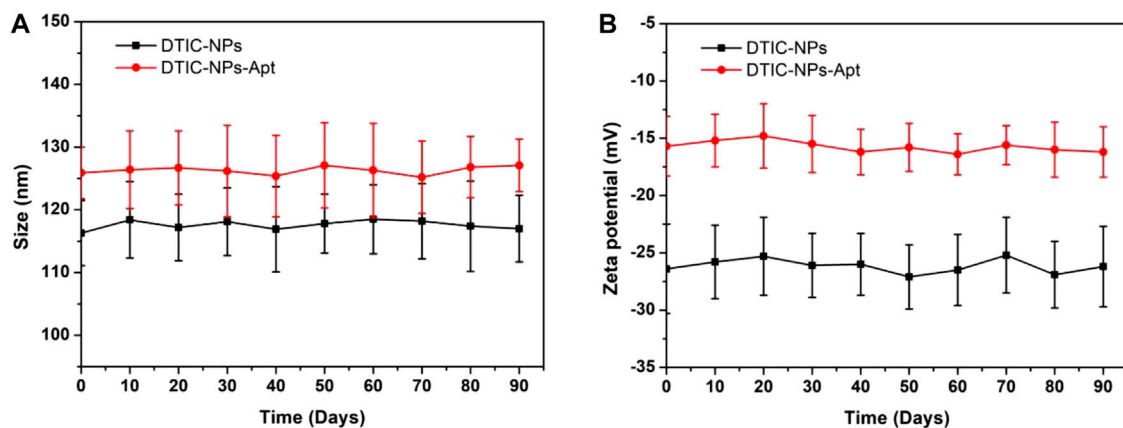 A
DTIC-NPs
DTIC-NPs-Apt
150
140
130
120
110
100
Size (nm)
0 10 20 30 40 50 60 70 80 90
Time (Days)
B
DTIC-NPs
DTIC-NPs-Apt
-5
-10
-15
-20
-25
-30
-35
Zeta potential (mV)
0 10 20 30 40 50 60 70 80 90
Time (Days)